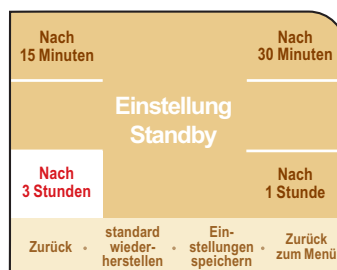 Nach
15 Minuten
Nach
30 Minuten
Einstellung
Standby
Nach
3 Stunden
Nach
1 Stunde
Zurück •
standard
wieder-
herstellen •
Ein-
stellungen
speichern •
Zurück
zum Menü